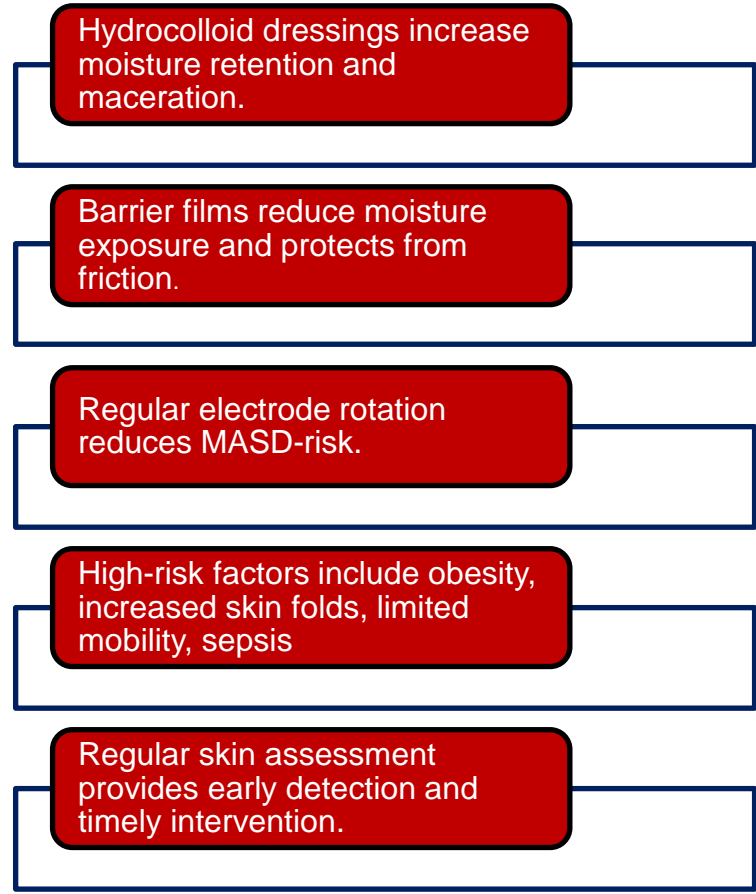 Hydrocolloid dressings increase
moisture retention and
maceration.
Barrier films reduce moisture
exposure and protects from
friction.
Regular electrode rotation
reduces MASD-risk.
High-risk factors include obesity,
increased skin folds, limited
mobility, sepsis
Regular skin assessment
provides early detection and
timely intervention.